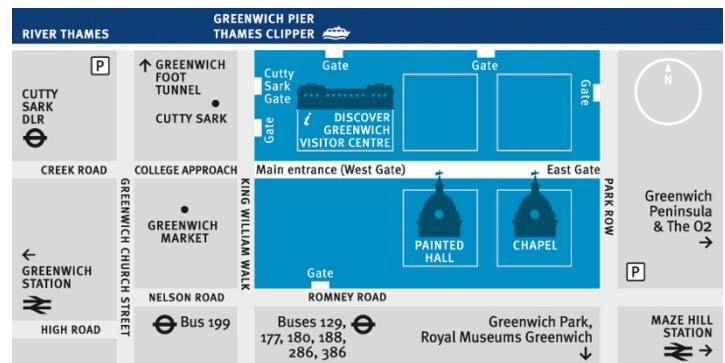 GREENWICH PIER
THAMES CLIPPER
RIVER THAMES
P
CUTTY
SARK
DLR
GREENWICH
FOOT
TUNNEL
CUTTY SARK
Gate
Gate
Cutty
Sark
Gate
Gate
Gate
i DISCOVER
GREENWICH
VISITOR CENTRE
N
CREEK ROAD
COLLEGE APPROACH
Main entrance (West Gate)
East Gate
GREENWICH CHURCH STREET
KING WILLIAM WALK
PARK ROW
GREENWICH
MARKET
PAINTED
HALL
CHAPEL
Greenwich
Peninsula
& The O2
GREENWICH
STATION
Gate
P
NELSON ROAD
ROMNEY ROAD
HIGH ROAD
Bus 199
Buses 129,
177, 180, 188,
286, 386
Greenwich Park,
Royal Museums Greenwich
MAZE HILL
STATION